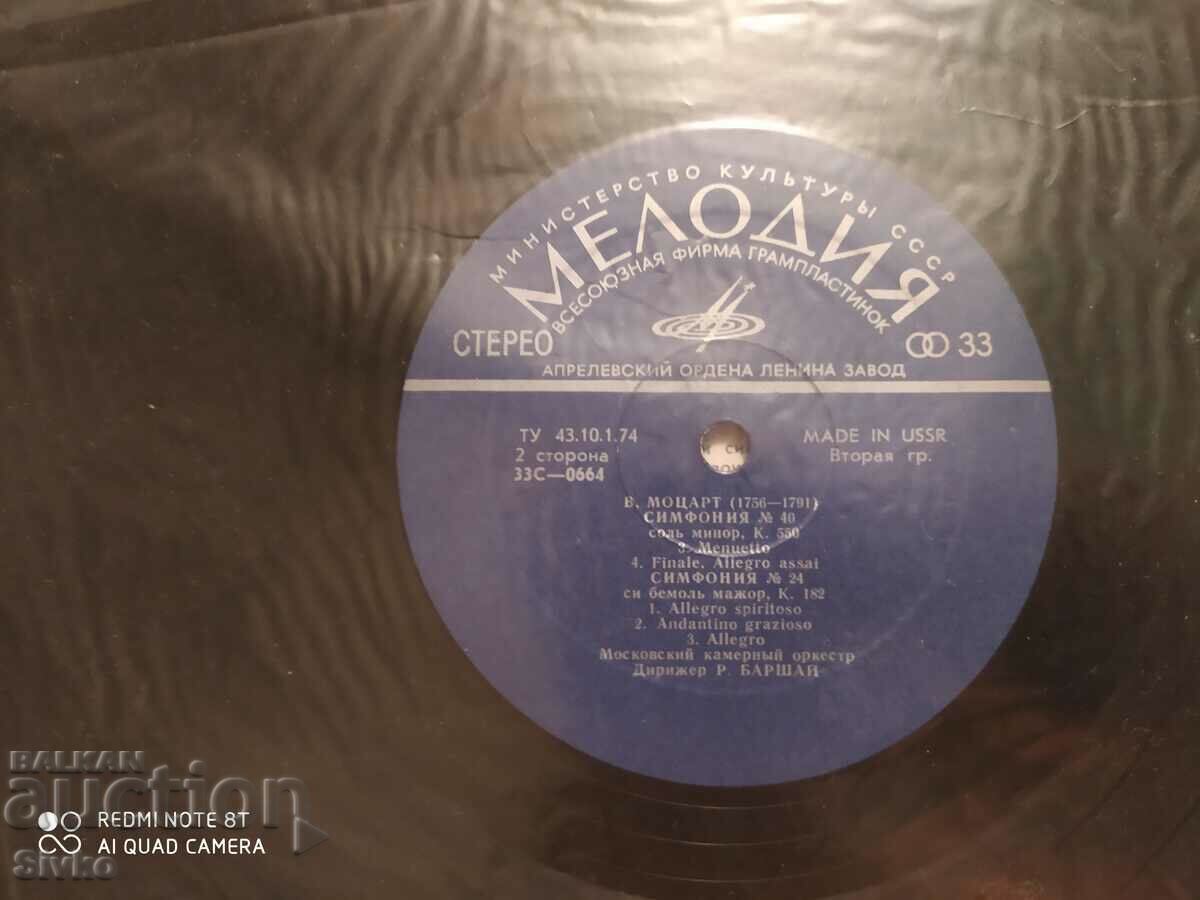 МИНИСТЕРСТВО КУЛЬТУРЫ СССР
МЕЛОДИЯ
ВСЕСОЮЗНАЯ ФИРМА ГРАМПЛАСТИНОК
СТЕРЕО
33
АПРЕЛЕВСКИЙ ОРДЕНА ЛЕНИНА ЗАВОД
ТУ 43.10.1.74
MADE IN USSR
2 сторона
Вторая гр.
33С—0664
В. МОЦАРТ (1756—1791)
СИМФОНИЯ № 40
соль минор, К. 550
3. Menuetto
4. Finale. Allegro assai
СИМФОНИЯ № 24
си бемоль мажор, К. 182
1. Allegro spiritoso
2. Andantino grazioso
3. Allegro
Московский камерный оркестр
Дирижер Р. БАРШАЙ
BALKAN
auction
REDMI NOTE 8T
AI QUAD CAMERA
Sivko